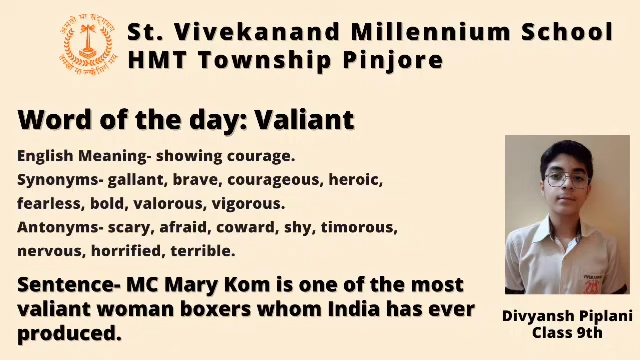 St. Vivekanand Millennium School
HMT Township Pinjore
Word of the day: Valiant
English Meaning- showing courage.
Synonyms- gallant, brave, courageous, heroic,
fearless, bold, valorous, vigorous.
Antonyms- scary, afraid, coward, shy, timorous,
nervous, horrified, terrible.
Sentence- MC Mary Kom is one of the most
valiant woman boxers whom India has ever
produced.
Divyansh Piplani
Class 9th